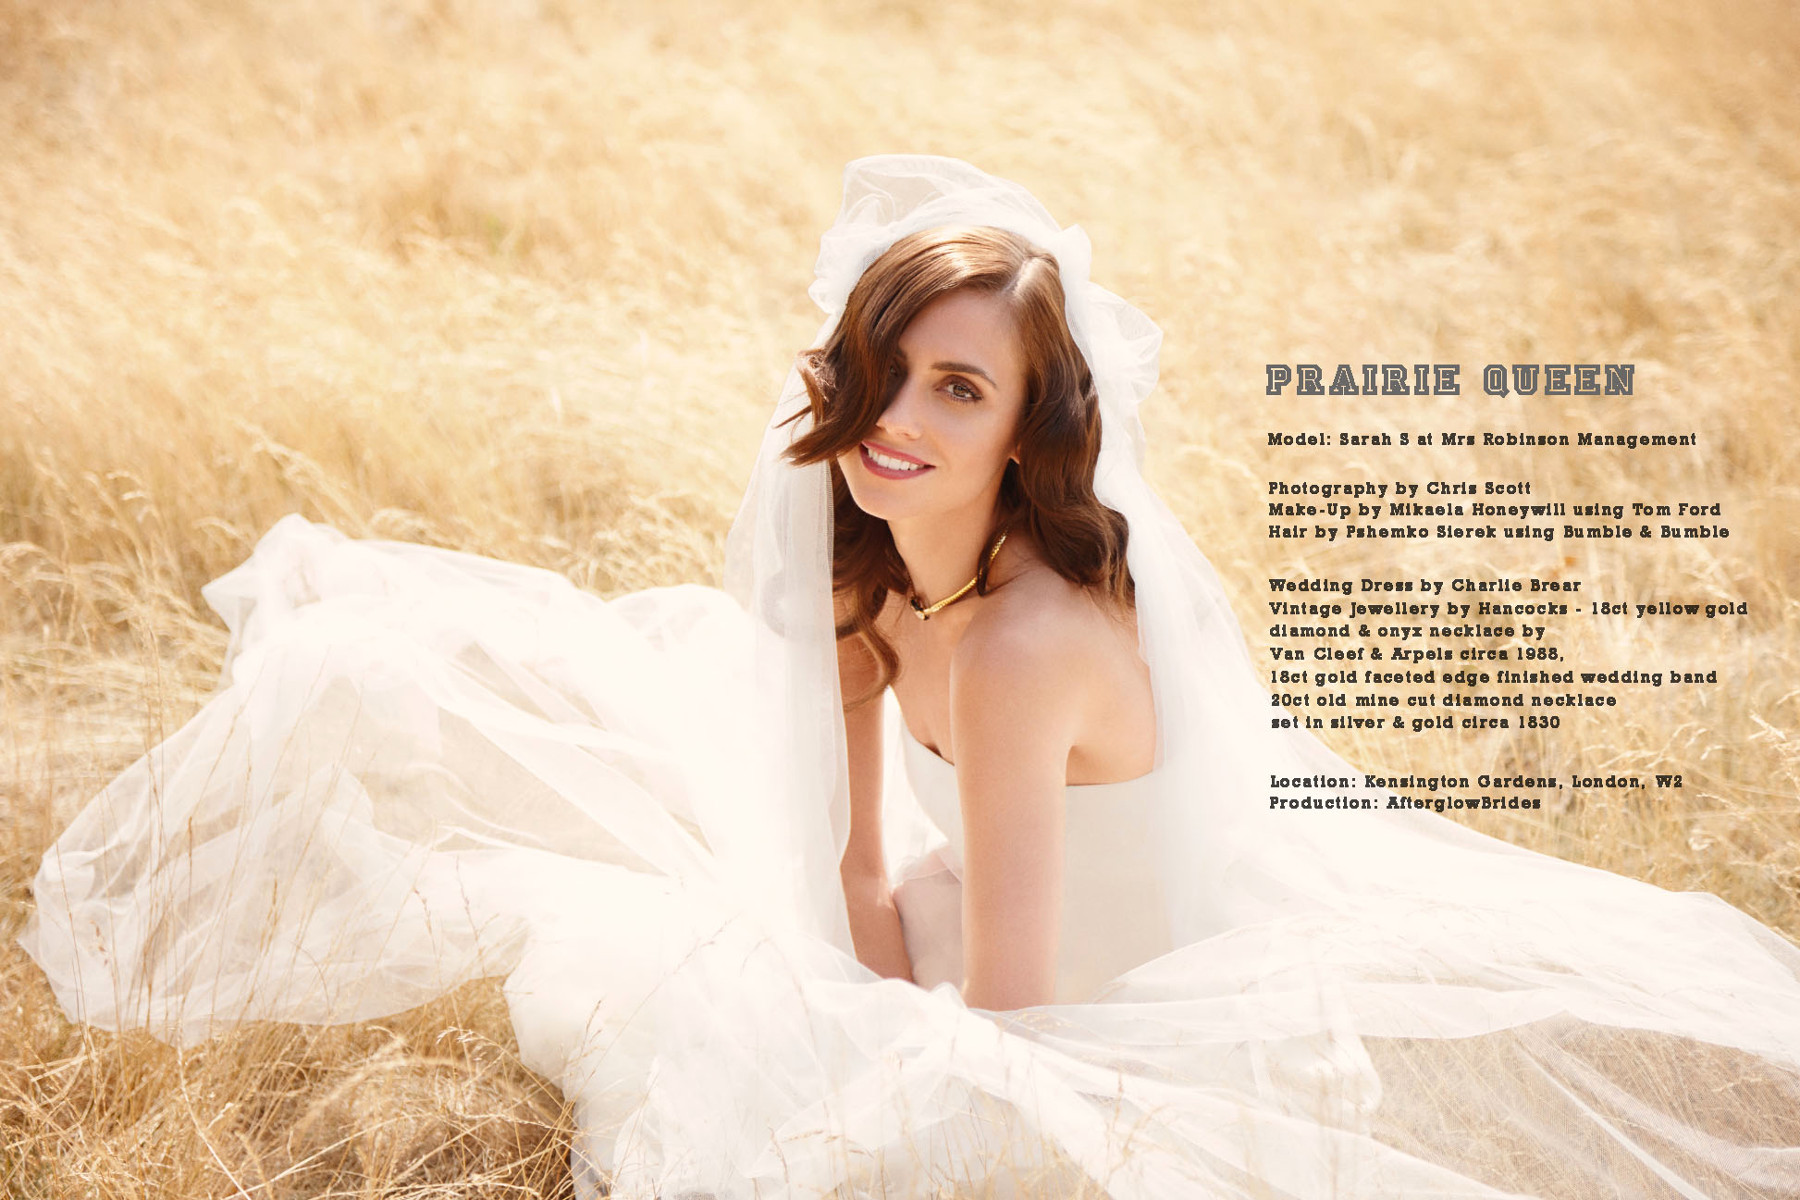 PRAIRIE QUEEN
Model: Sarah S at Mrs Robinson Management
Photography by Chris Scott
Make-Up by Mikaela Honeywill using Tom Ford
Hair by Pshemko Sierek using Bumble & Bumble
Wedding Dress by Charlie Brear
Vintage Jewellery by Hancocks - 18ct yellow gold
diamond & onyx necklace by
Van Cleef & Arpels circa 1988,
18ct gold faceted edge finished wedding band
20ct old mine cut diamond necklace
set in silver & gold circa 1830
Location: Kensington Gardens, London, W2
Production: AfterglowBrides